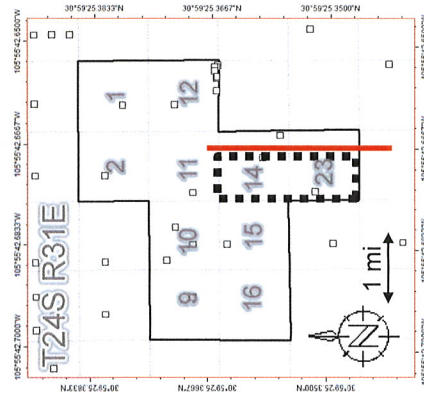 105°55'42.7000"W 105°55'42.6833"W 105°55'42.6667"W 105°55'42.6500"W
T24S R31E
30°59'25.3833 30°59'25.3833
2 1
9 10 11 12
30°59'25.3667 30°59'25.3667
16 15 14
23
30°59'25.3500 30°59'25.3500
N
1 mi